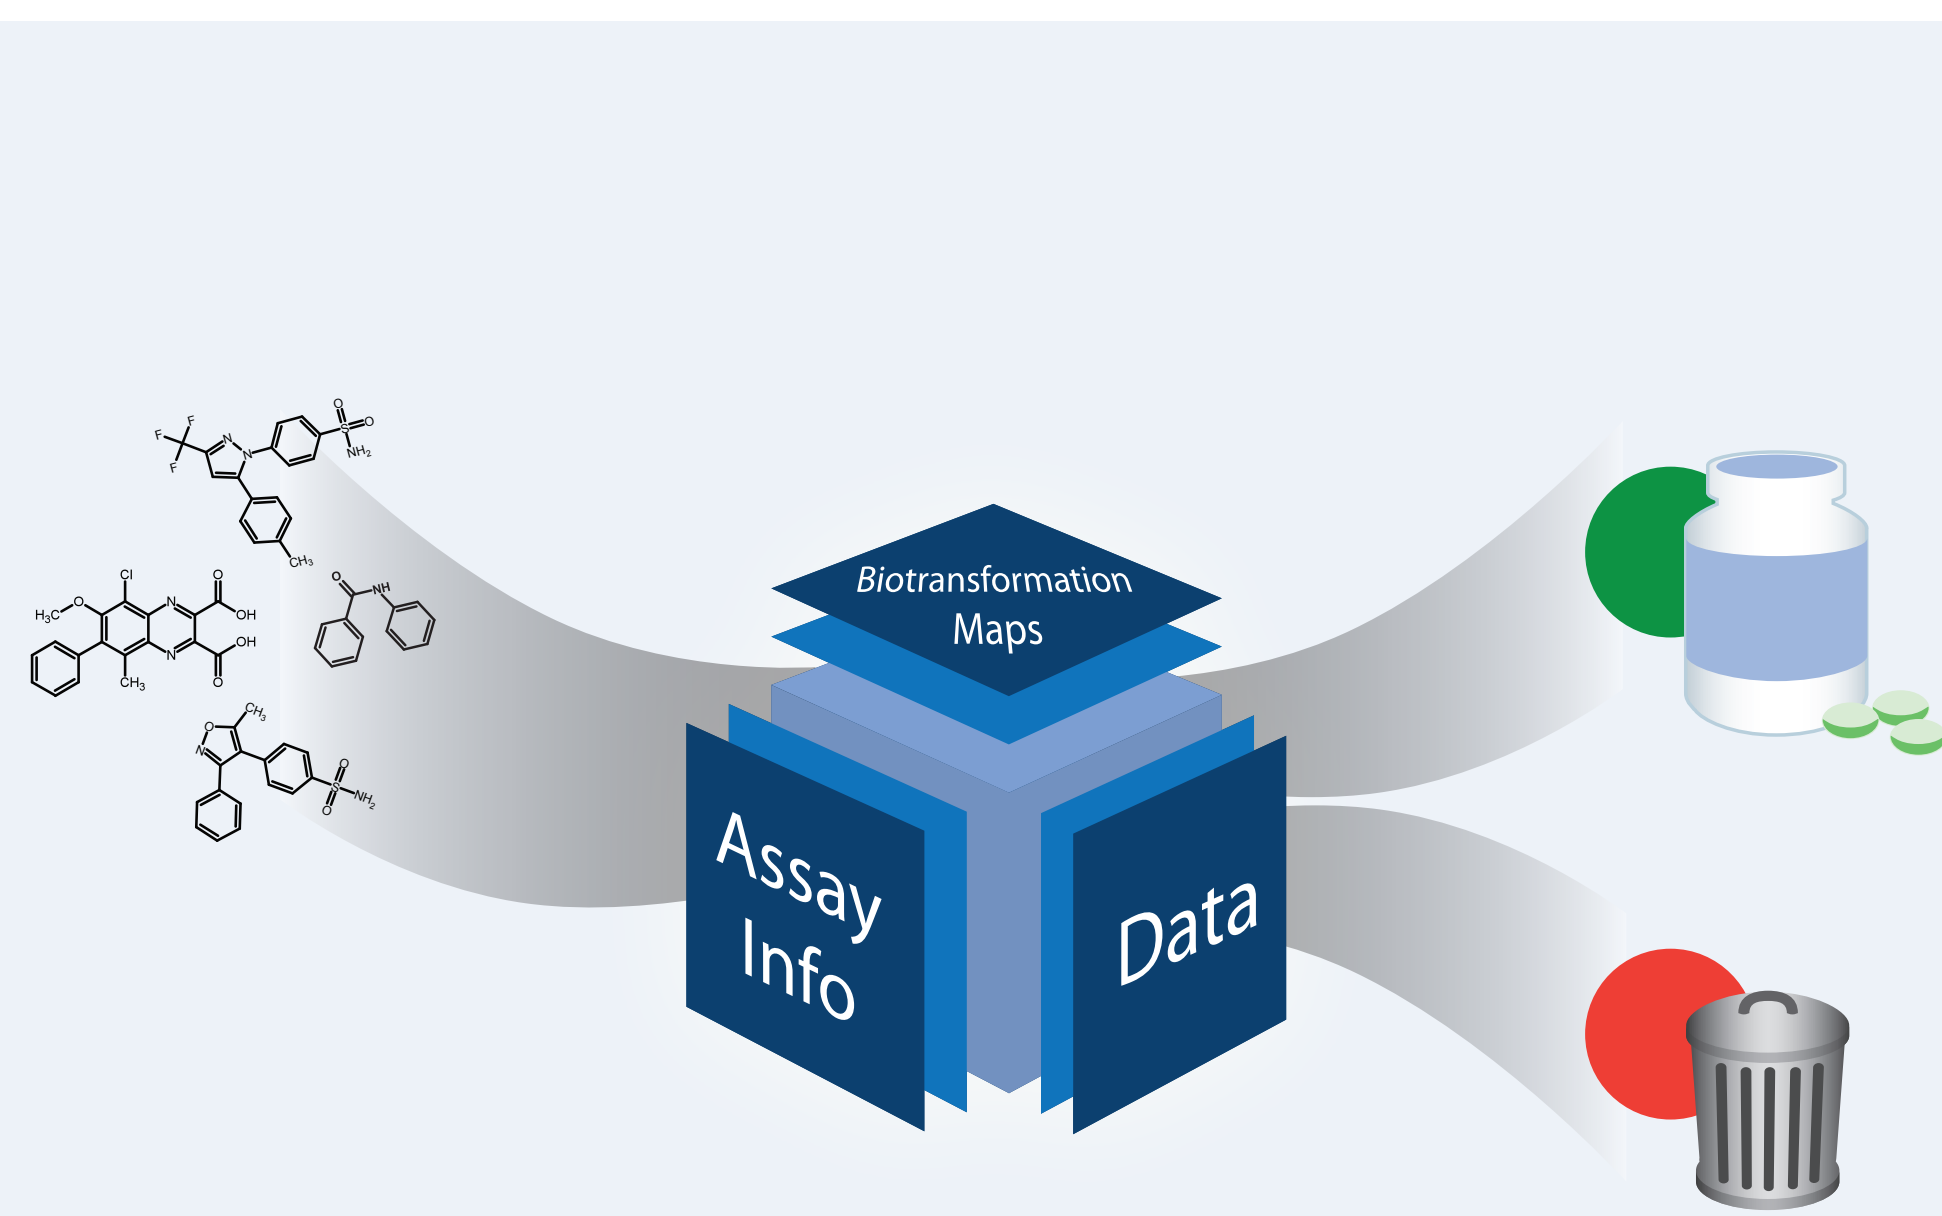 F
F
F
N
N
O
S
O
NH2
CH3
Cl
O
H3C
N
N
O
OH
OH
O
CH3
O
NH
CH3
O
N
O
S
O
NH2
Biotransformation
Maps
Assay
Info
Data